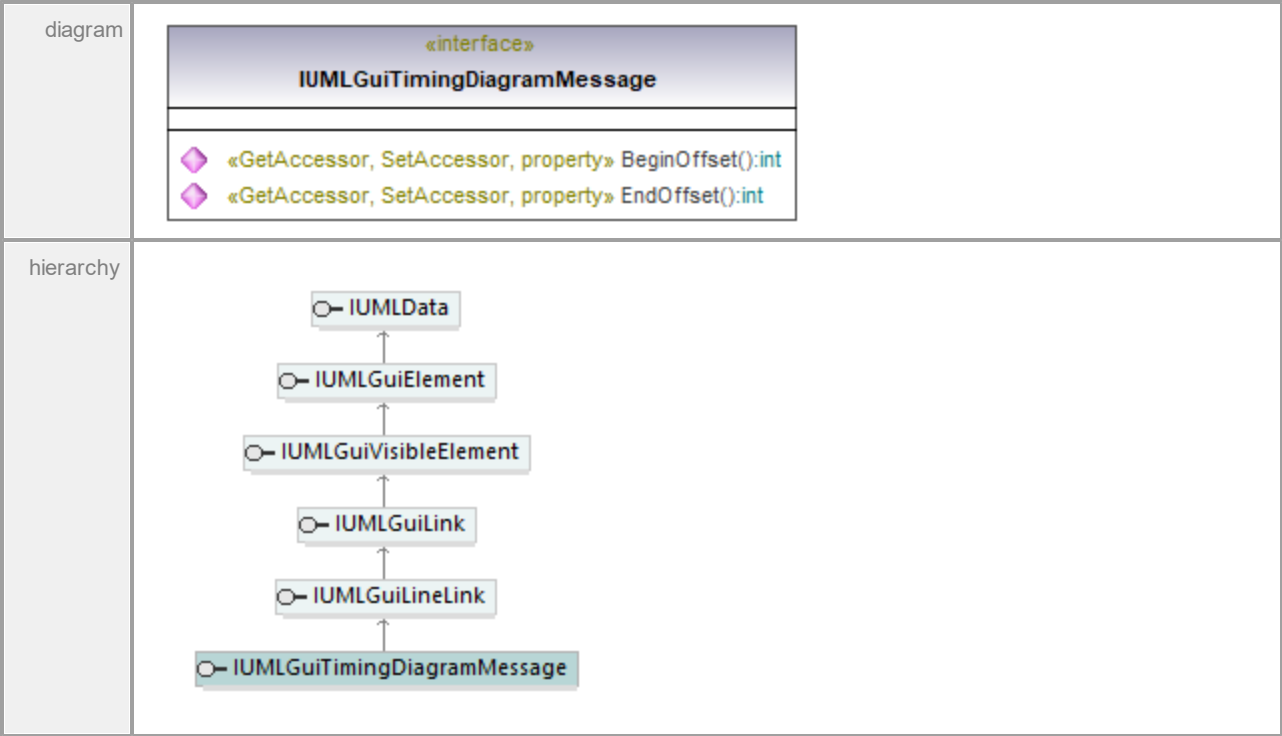 diagram
«interface»
IUMLGuiTimingDiagramMessage
«GetAccessor, SetAccessor, property» BeginOffset():int
«GetAccessor, SetAccessor, property» EndOffset():int
hierarchy
IUMLData
IUMLGuiElement
IUMLGuiVisibleElement
IUMLGuiLink
IUMLGuiLineLink
IUMLGuiTimingDiagramMessage